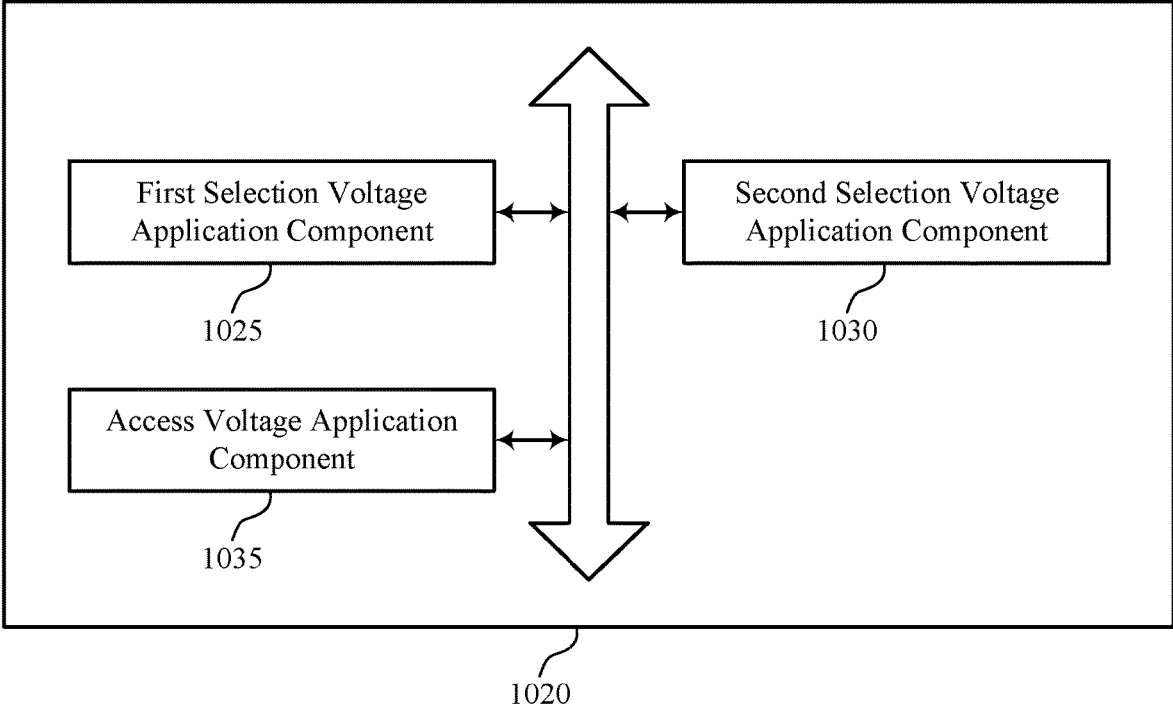 First Selection Voltage
Application Component
1025
Second Selection Voltage
Application Component
1030
Access Voltage Application
Component
1035
1020